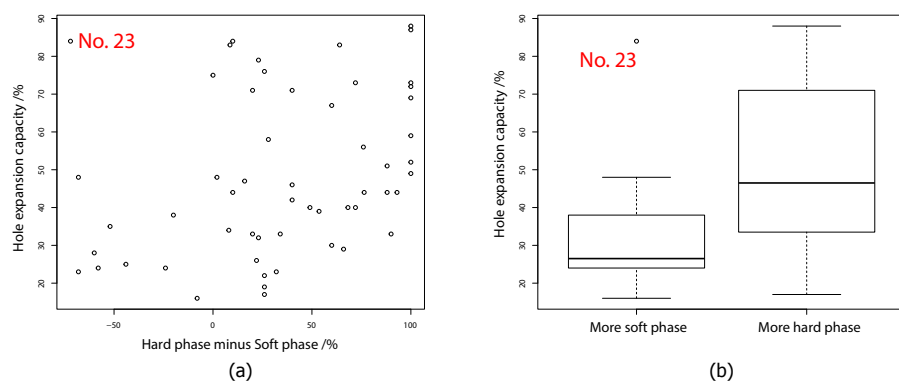 No. 23
Hole expansion capacity /%
90
80
70
60
50
40
30
20
−50
0
50
100
Hard phase minus Soft phase /%
(a)
No. 23
Hole expansion capacity /%
90
80
70
60
50
40
30
20
More soft phase
More hard phase
(b)